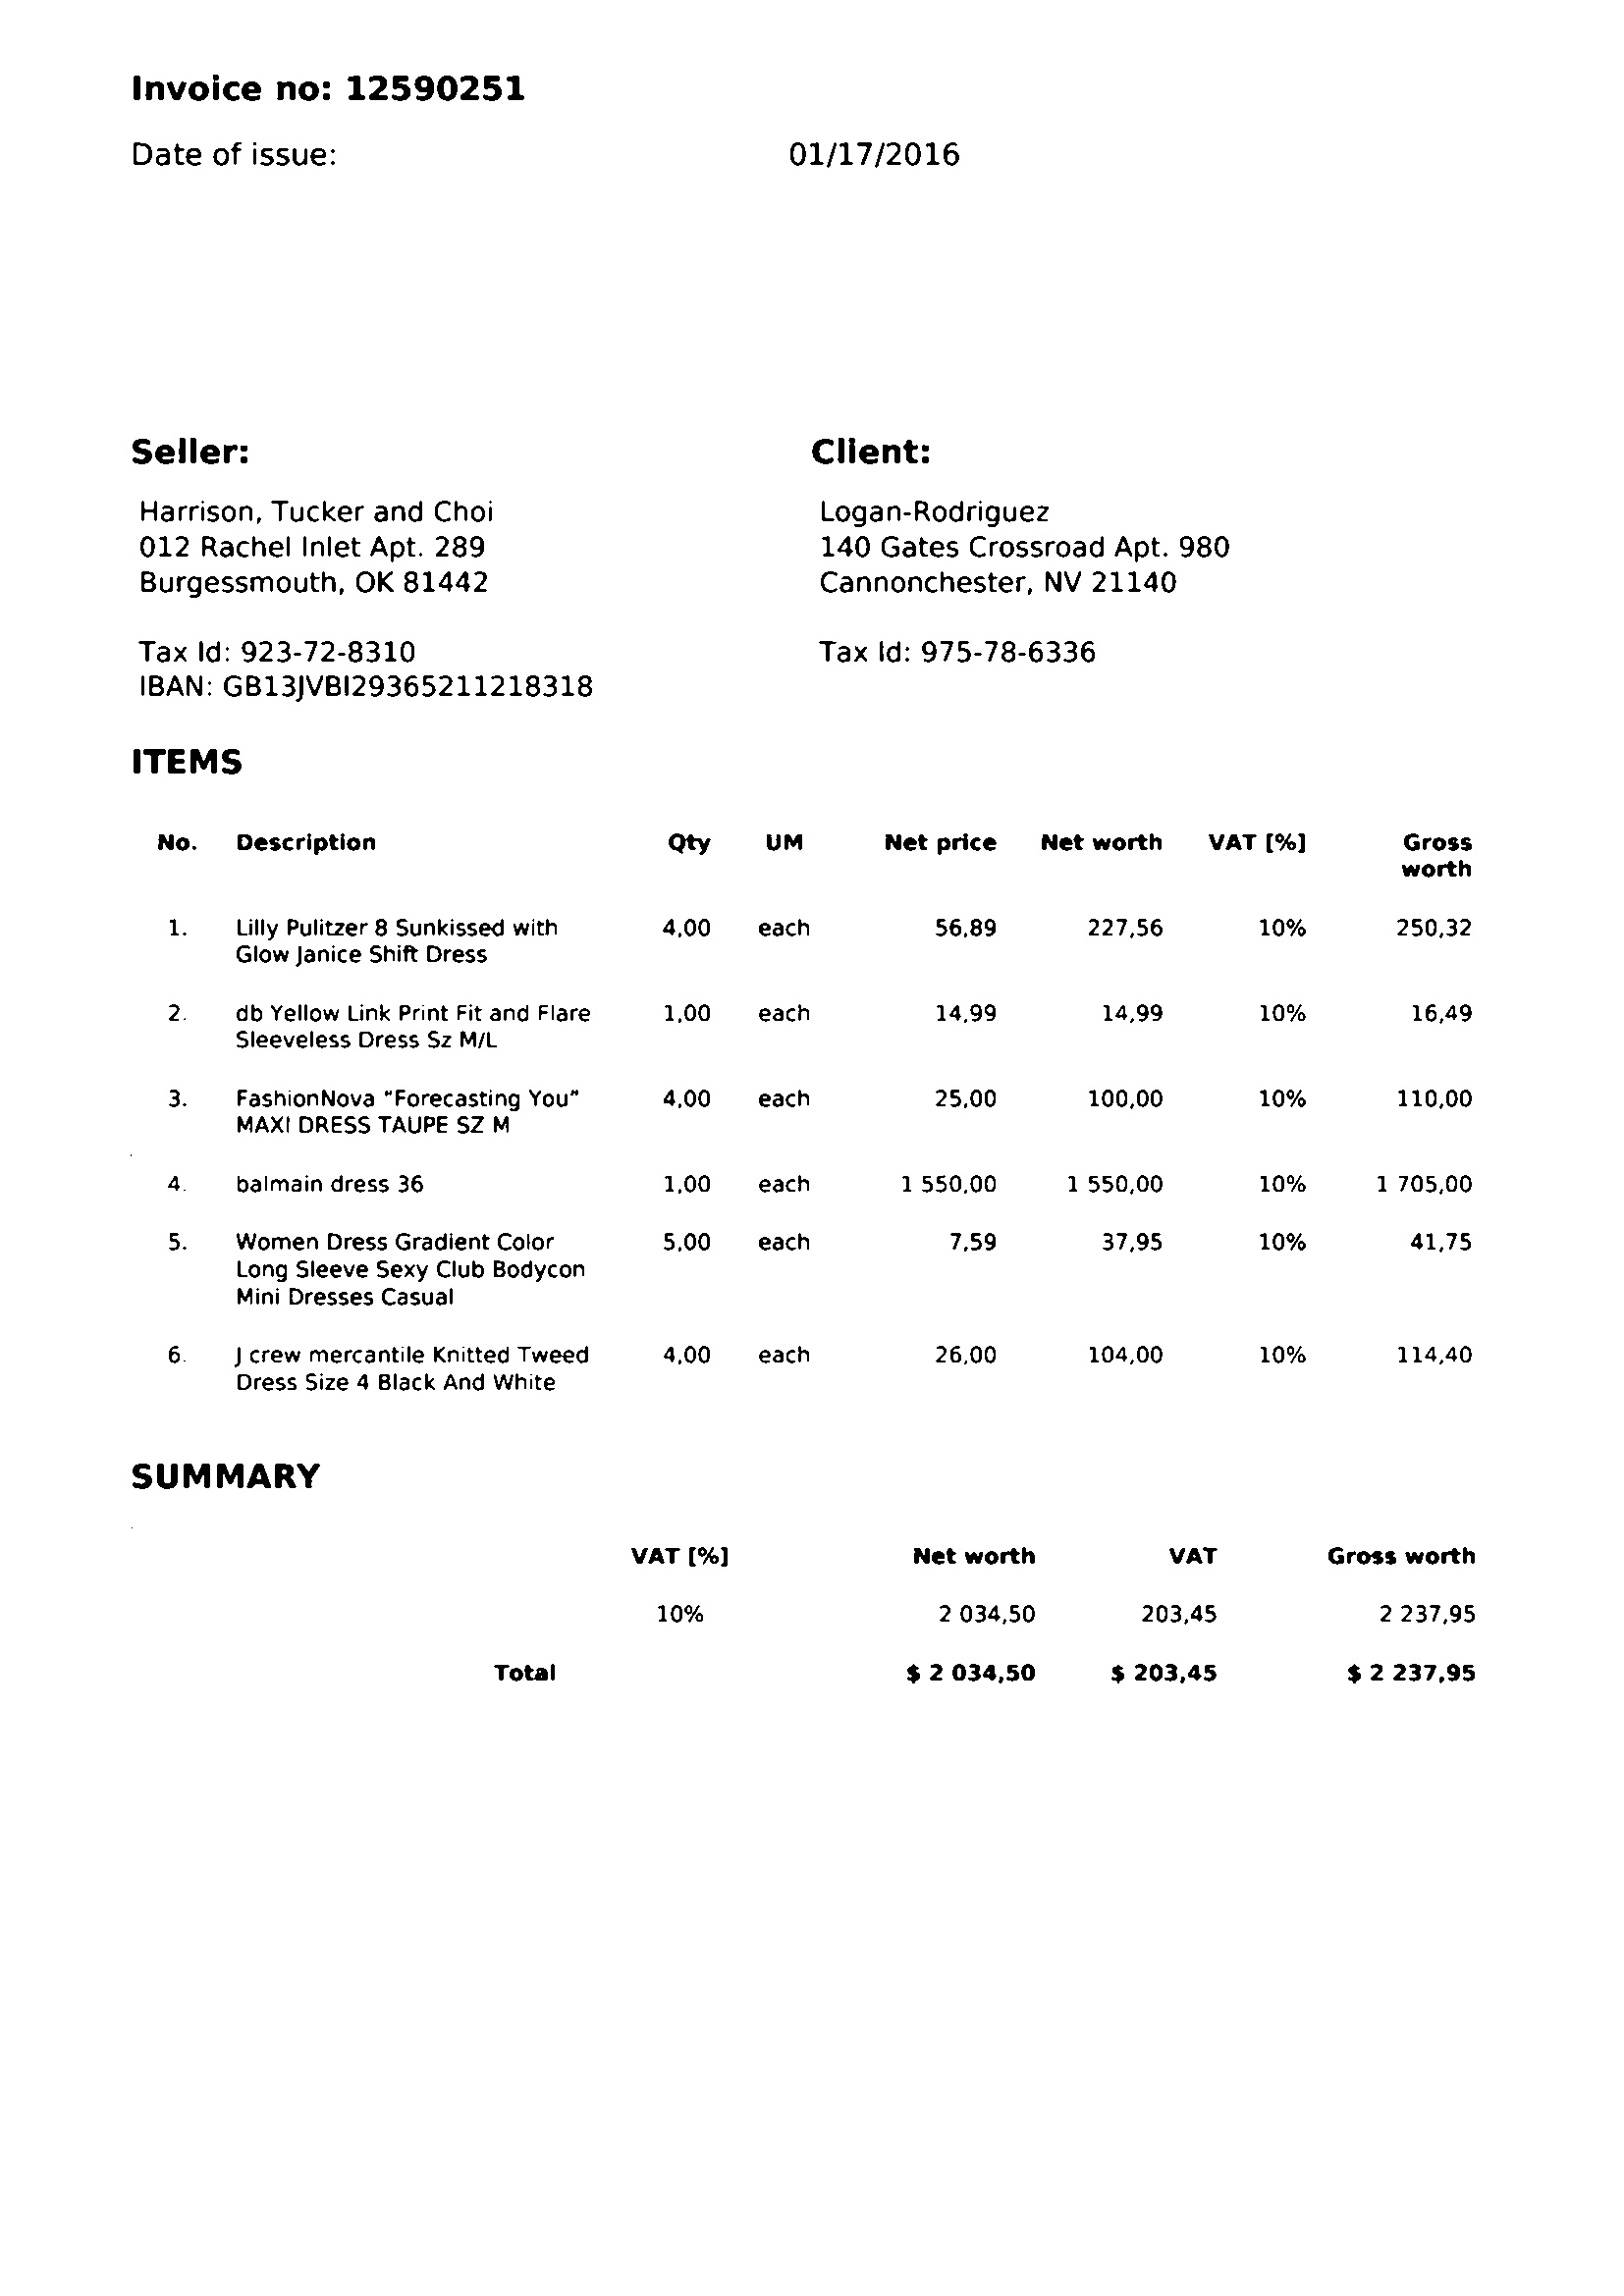 Invoice no: 12590251
Date of issue: 01/17/2016
Seller: Client:
Harrison, Tucker and Choi Logan-Rodriguez
012 Rachel Inlet Apt. 289 140 Gates Crossroad Apt. 980
Burgessmouth, OK 81442 Cannonchester, NV 21140
Tax Id: 923-72-8310 Tax Id: 975-78-6336
IBAN: GB13JVBI29365211218318
ITEMS
No. Description Qty UM Net price Net worth VAT [%] Gross
worth
1. Lilly Pulitzer 8 Sunkissed with 4,00 each 56,89 227,56 10% 250,32
Glow Janice Shift Dress
2. db Yellow Link Print Fit and Flare 1,00 each 14,99 14,99 10% 16,49
Sleeveless Dress Sz M/L
3. FashionNova "Forecasting You" 4,00 each 25,00 100,00 10% 110,00
MAXI DRESS TAUPE SZ M
4. balmain dress 36 1,00 each 1 550,00 1 550,00 10% 1 705,00
5. Women Dress Gradient Color 5,00 each 7,59 37,95 10% 41,75
Long Sleeve Sexy Club Bodycon
Mini Dresses Casual
6. J crew mercantile Knitted Tweed 4,00 each 26,00 104,00 10% 114,40
Dress Size 4 Black And White
SUMMARY
VAT [%] Net worth VAT Gross worth
10% 2 034,50 203,45 2 237,95
Total $ 2 034,50 $ 203,45 $ 2 237,95